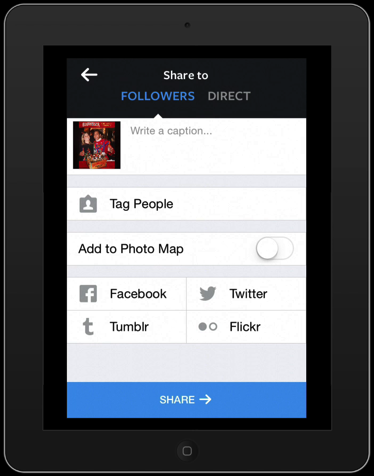 Share to
FOLLOWERS DIRECT
Write a caption...
Tag People
Add to Photo Map
Facebook Twitter
Tumblr Flickr
SHARE